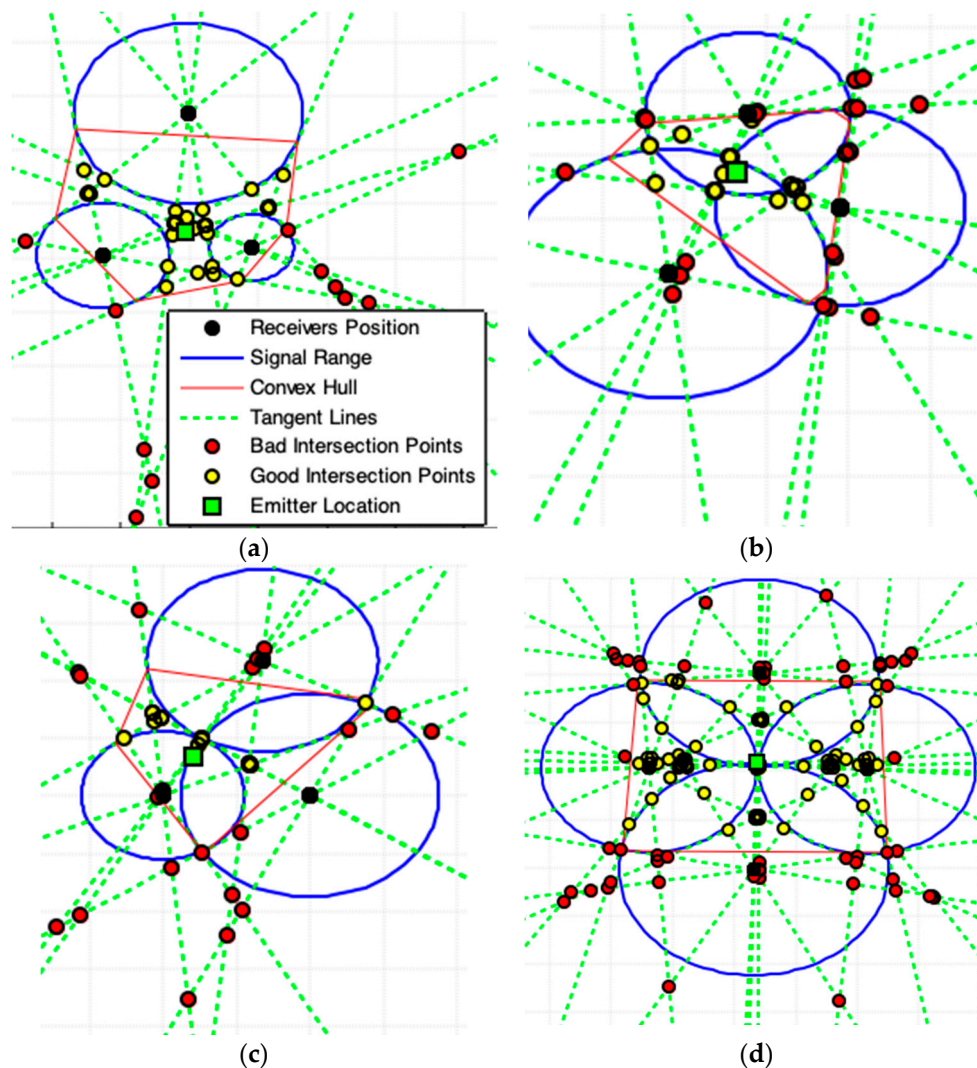 Receivers Position
Signal Range
Convex Hull
Tangent Lines
Bad Intersection Points
Good Intersection Points
Emitter Location
(a)
(b)
(c)
(d)